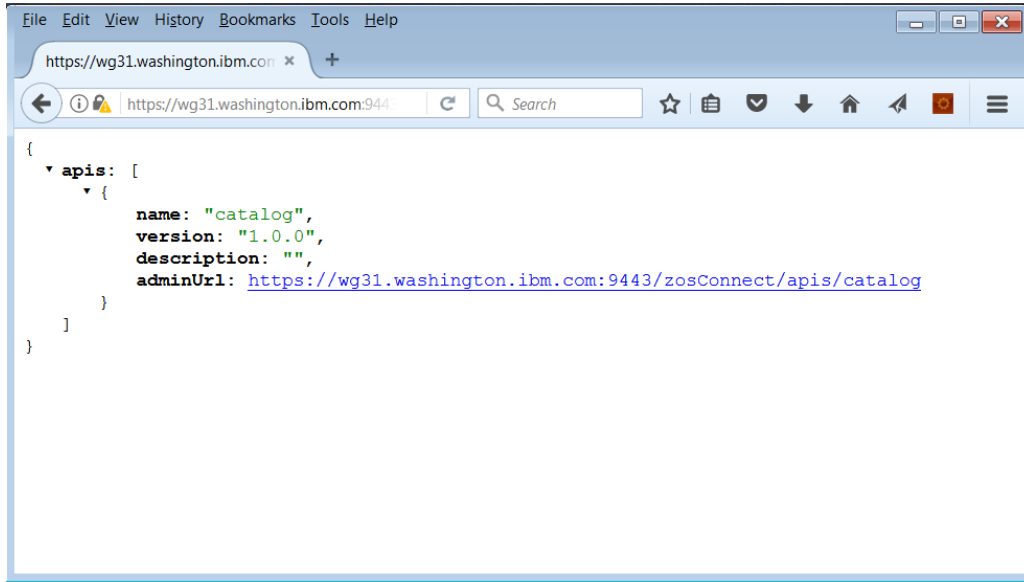 File Edit View History Bookmarks Tools Help
https://wg31.washington.ibm.com
https://wg31.washington.ibm.com:944
Search
{
apis: [
{
name: "catalog",
version: "1.0.0",
description: "",
adminUrl: https://wg31.washington.ibm.com:9443/zosConnect/apis/catalog
}
]
}